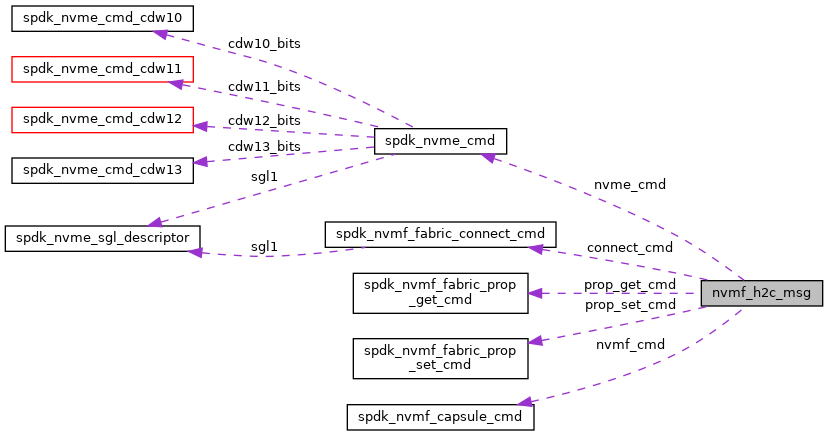 spdk_nvme_cmd_cdw10
cdw10_bits
spdk_nvme_cmd_cdw11
cdw11_bits
spdk_nvme_cmd_cdw12
cdw12_bits
spdk_nvme_cmd
cdw13_bits
spdk_nvme_cmd_cdw13
sgl1
nvme_cmd
spdk_nvme_sgl_descriptor
sgl1
spdk_nvmf_fabric_connect_cmd
connect_cmd
spdk_nvmf_fabric_prop
_get_cmd
prop_get_cmd
nvmf_h2c_msg
prop_set_cmd
spdk_nvmf_fabric_prop
_set_cmd
nvmf_cmd
spdk_nvmf_capsule_cmd